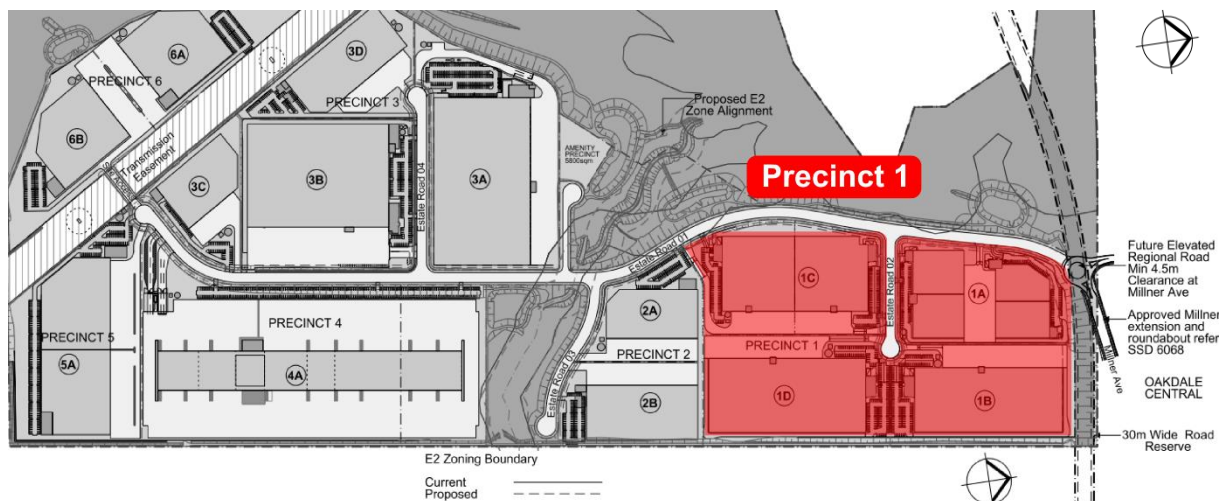 6A
3D
PRECINCT 6
PRECINCT 3
6B
Transmission
Easement
3C
3B
Estate Road 04
3A
AMENITY
PRECINCT
5800sqm
Proposed E2
Zone Alignment
Precinct 1
Estate Road 01
1C
Estate Road 02
1A
Future Elevated
Regional Road
Min 4.5m
Clearance at
Millner Ave
Approved Millner
extension and
roundabout refer
SSD 6068
Millner Ave
OAKDALE
CENTRAL
2A
PRECINCT 4
PRECINCT 5
PRECINCT 2
PRECINCT 1
5A
4A
Estate Road 03
2B
1D
1B
30m Wide Road
Reserve
E2 Zoning Boundary
Current
Proposed